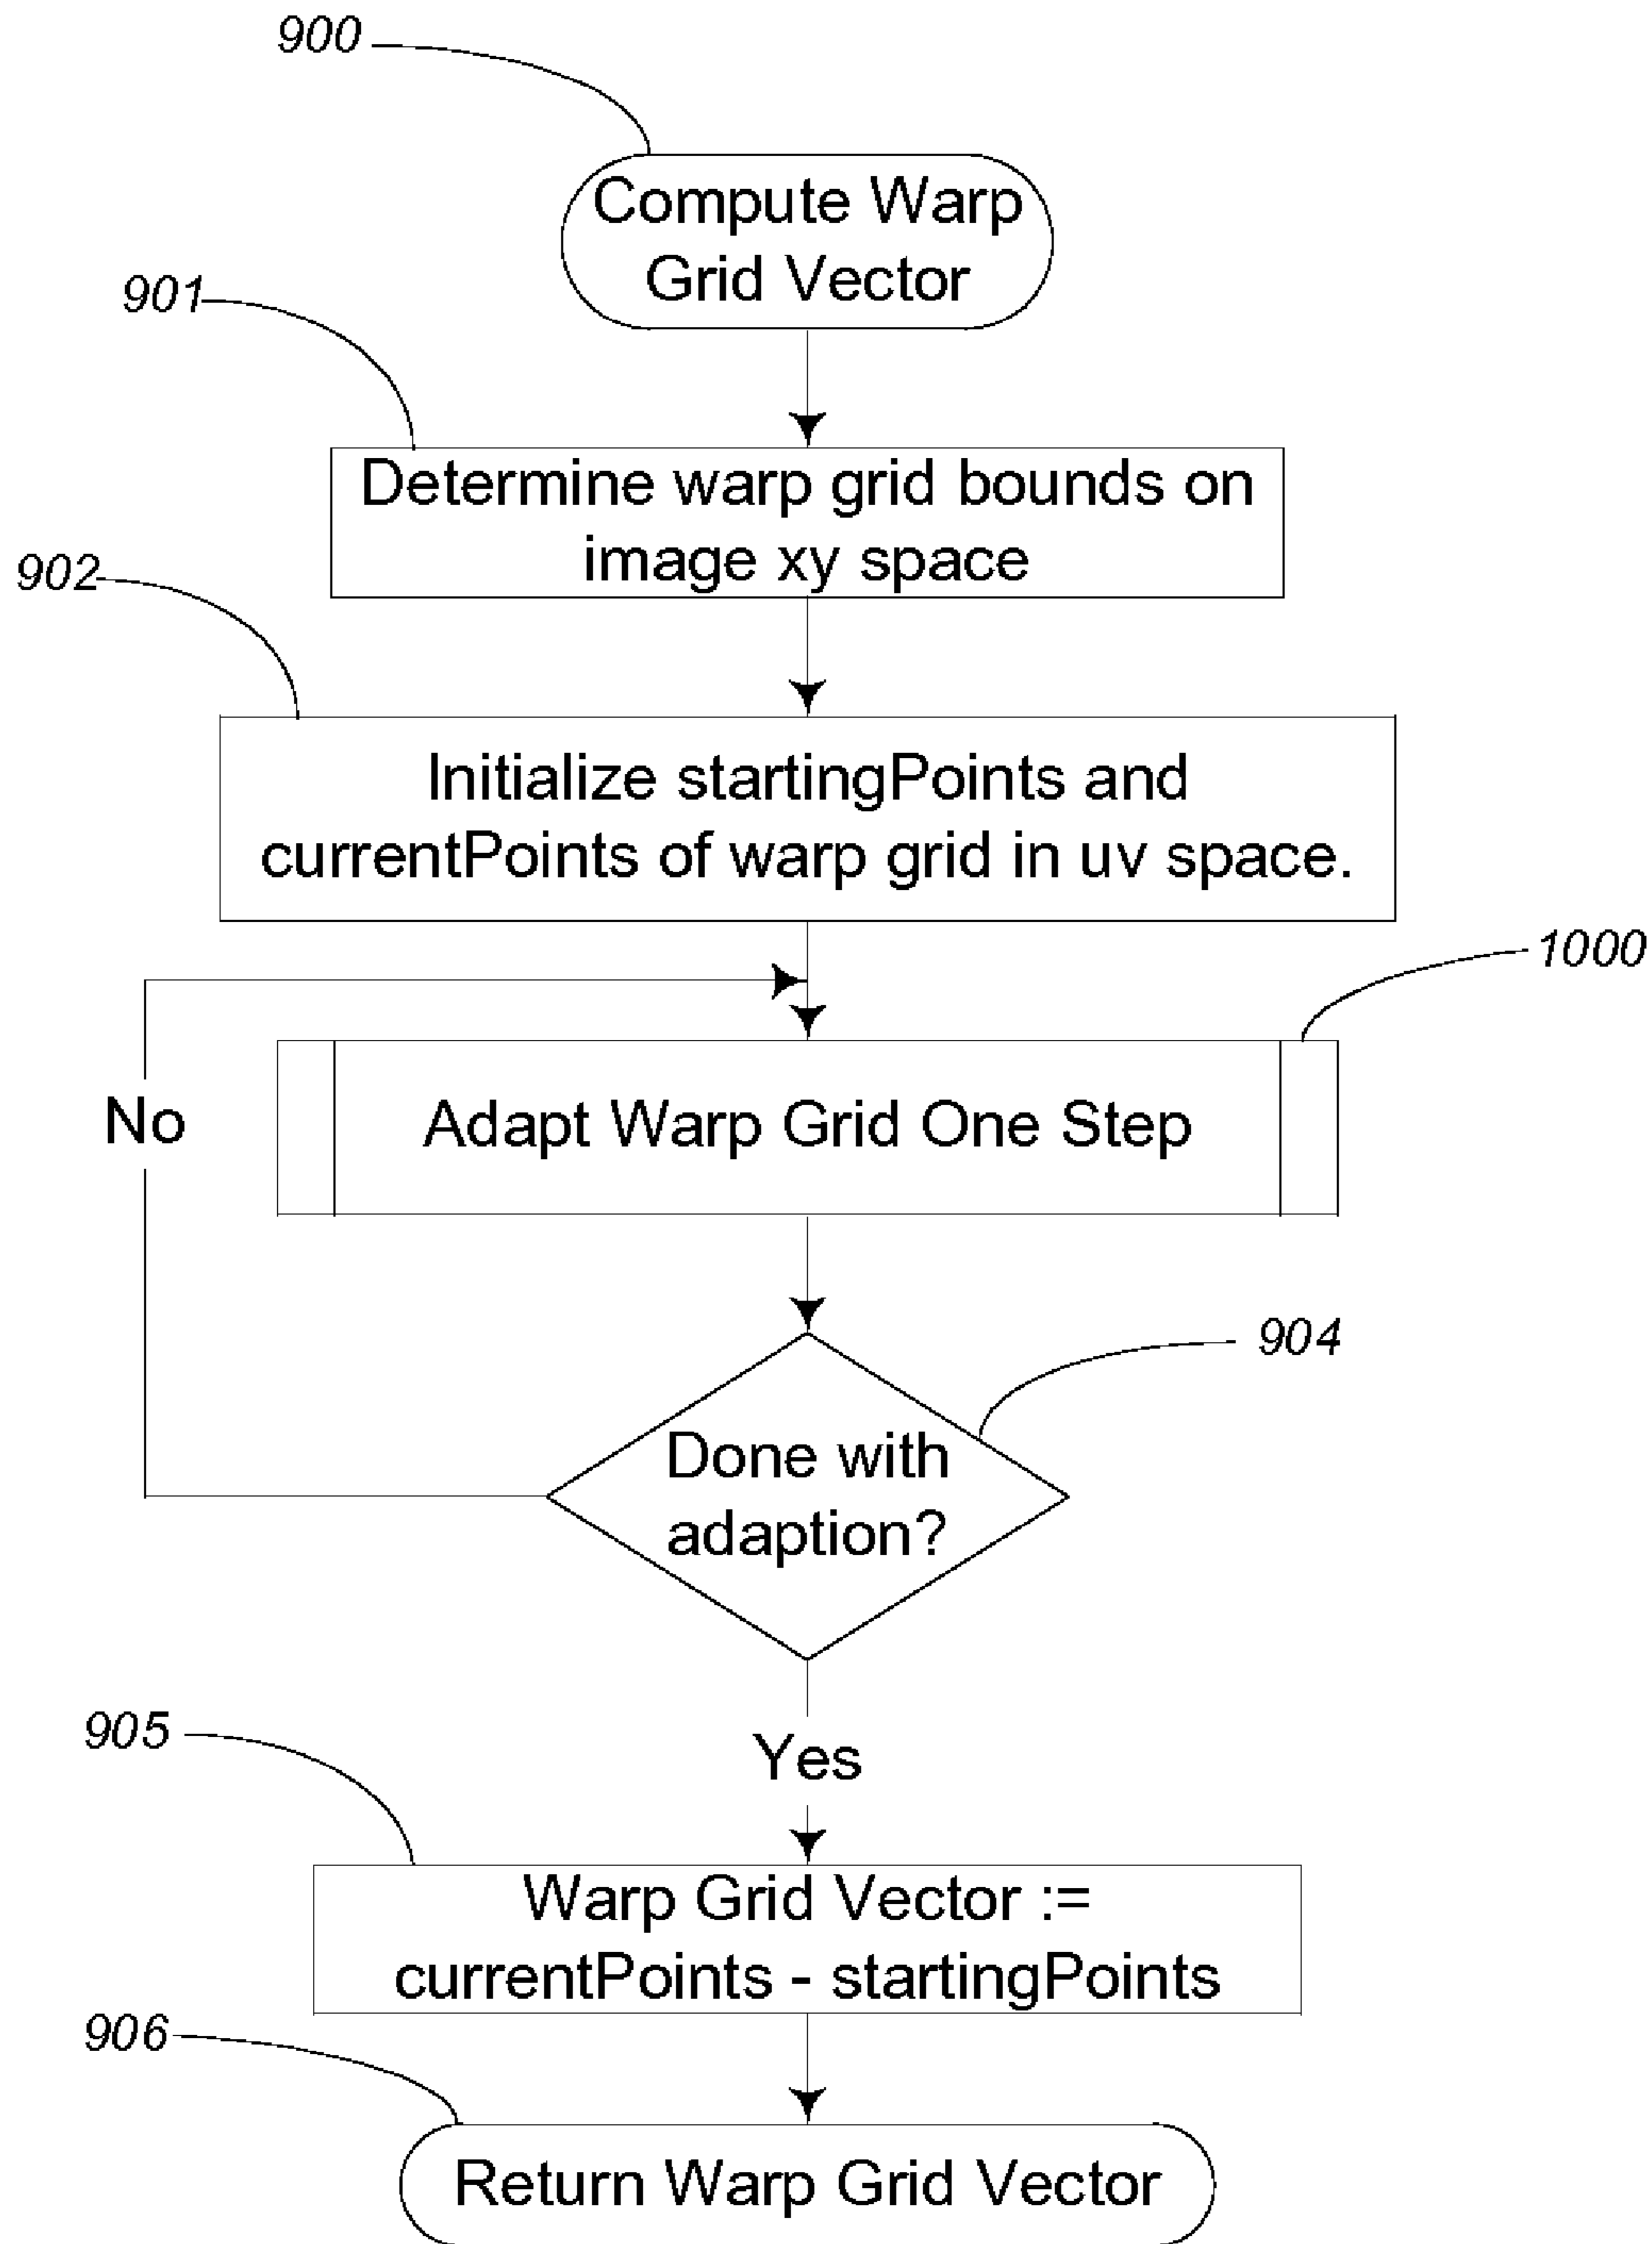 900
Compute Warp
Grid Vector
901
Determine warp grid bounds on
image xy space
902
Initialize startingPoints and
currentPoints of warp grid in uv space.
1000
Adapt Warp Grid One Step
No
904
Done with
adaption?
Yes
905
Warp Grid Vector :=
currentPoints - startingPoints
906
Return Warp Grid Vector